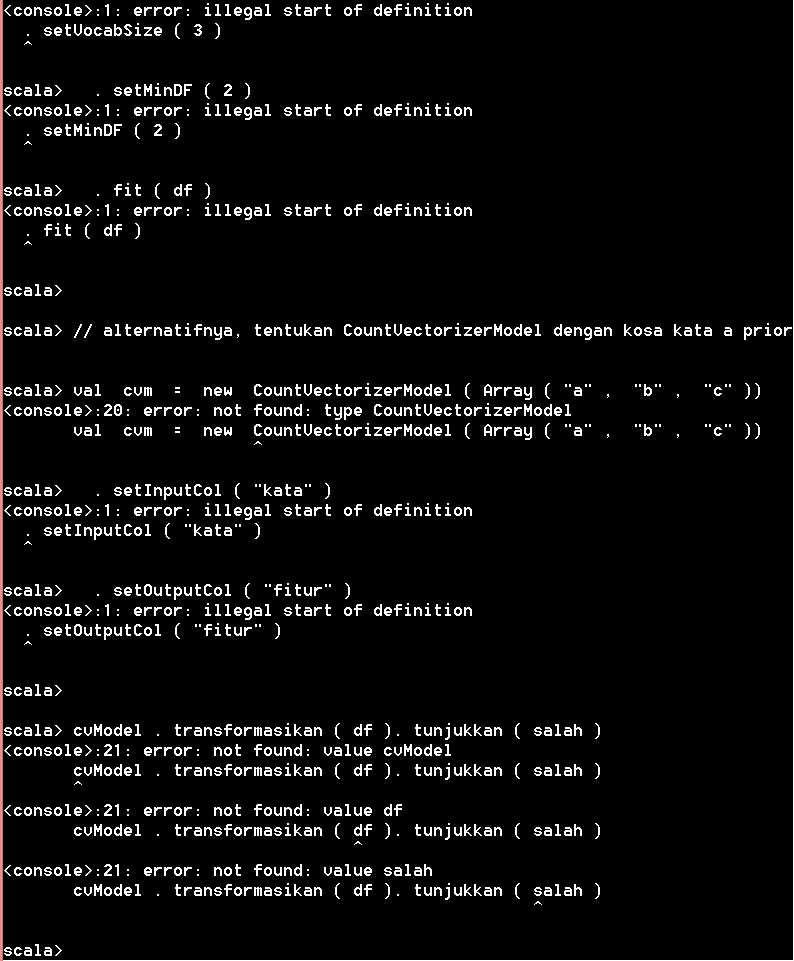 <console>:1: error: illegal start of definition
  . setVocabSize ( 3 )
  ^
scala>   . setMinDF ( 2 )
<console>:1: error: illegal start of definition
  . setMinDF ( 2 )
  ^
scala>   . fit ( df )
<console>:1: error: illegal start of definition
  . fit ( df )
  ^
scala>
scala> // alternatifnya, tentukan CountVectorizerModel dengan kosa kata a prior
scala> val  cvm  =  new  CountVectorizerModel ( Array ( "a" ,  "b" ,  "c" ))
<console>:20: error: not found: type CountVectorizerModel
       val  cvm  =  new  CountVectorizerModel ( Array ( "a" ,  "b" ,  "c" ))
                         ^
scala>   . setInputCol ( "kata" )
<console>:1: error: illegal start of definition
  . setInputCol ( "kata" )
  ^
scala>   . setOutputCol ( "fitur" )
<console>:1: error: illegal start of definition
  . setOutputCol ( "fitur" )
  ^
scala>
scala> cvModel . transformasikan ( df ). tunjukkan ( salah )
<console>:21: error: not found: value cvModel
       cvModel . transformasikan ( df ). tunjukkan ( salah )
       ^
<console>:21: error: not found: value df
       cvModel . transformasikan ( df ). tunjukkan ( salah )
                                   ^
<console>:21: error: not found: value salah
       cvModel . transformasikan ( df ). tunjukkan ( salah )
                                                     ^
scala>